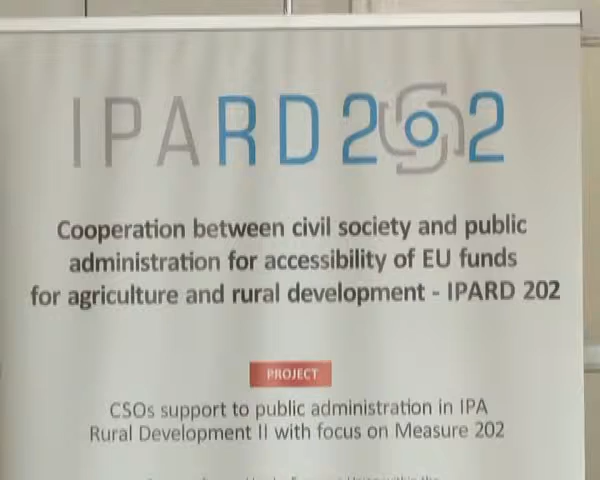 IPARD 202
Cooperation between civil society and public
administration for accessibility of EU funds
for agriculture and rural development - IPARD 202
PROJECT
CSOs support to public administration in IPA
Rural Development II with focus on Measure 202